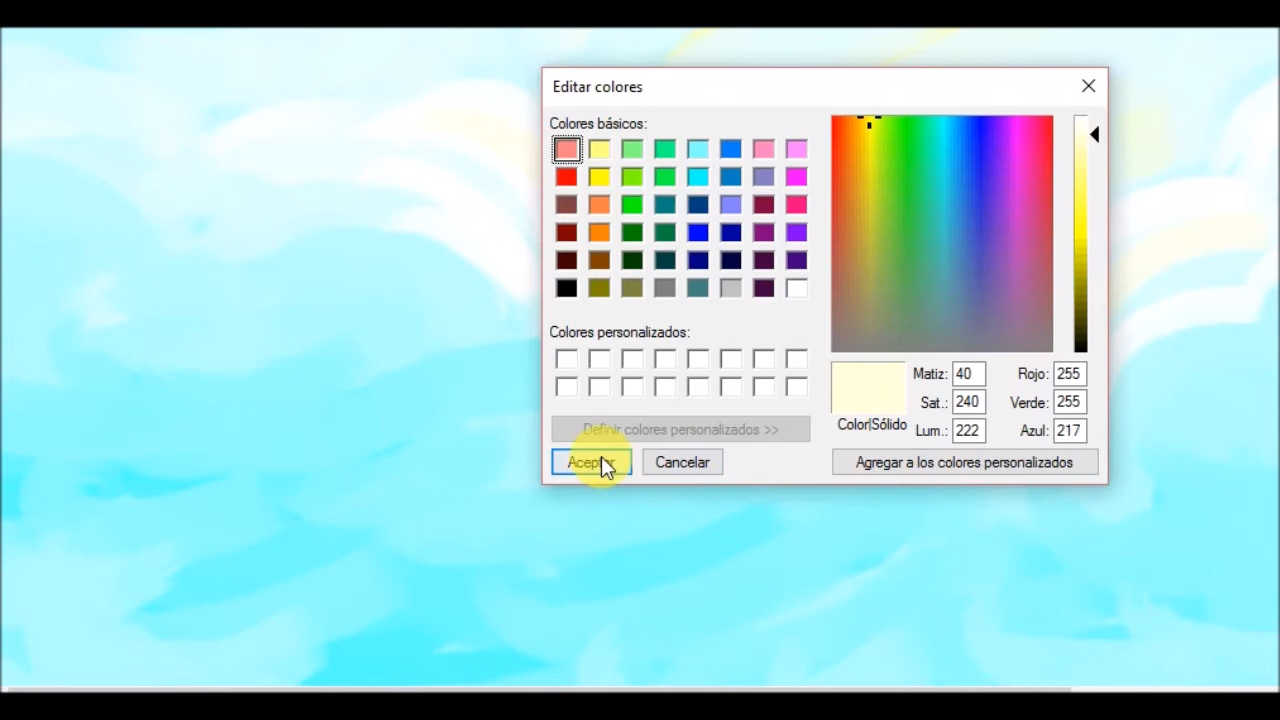 Editar colores
Colores básicos:
Colores personalizados:
Definir colores personalizados >>
Aceptar
Cancelar
Matiz: 40
Rojo: 255
Sat.: 240
Verde: 255
Color|Sólido
Lum.: 222
Azul: 217
Agregar a los colores personalizados